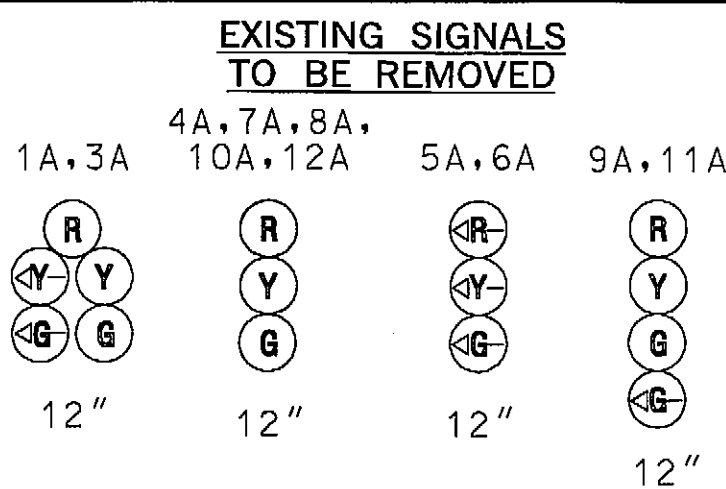 EXISTING SIGNALS
TO BE REMOVED
1A,3A
R
Y Y
G G
12"
4A,7A,8A,
10A,12A
R
Y
G
12"
5A,6A
R
Y
G
12"
9A,11A
R
Y
G
G
12"